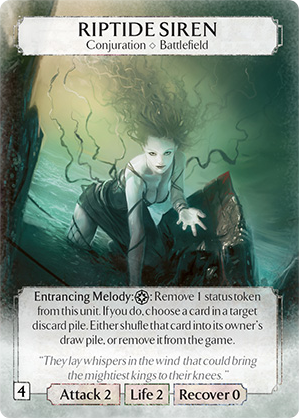 RIPTIDE SIREN
Conjuration ◇ Battlefield
Entrancing Melody: : Remove 1 status token
from this unit. If you do, choose a card in a target
discard pile. Either shufle that card into its owner's
draw pile, or remove it from the game.
"They lay whispers in the wind that could bring
the mightiest kings to their knees."
4 Attack 2 Life 2 Recover 0